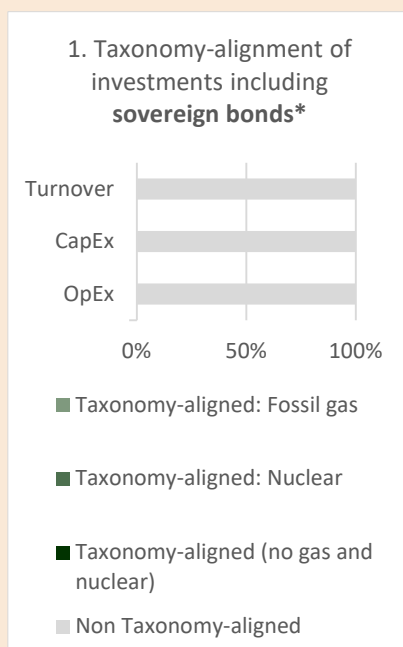 1. Taxonomy-alignment of
investments including
sovereign bonds*
Turnover
CapEx
OpEx
0% 50% 100%
Taxonomy-aligned: Fossil gas
Taxonomy-aligned: Nuclear
Taxonomy-aligned (no gas and
nuclear)
Non Taxonomy-aligned